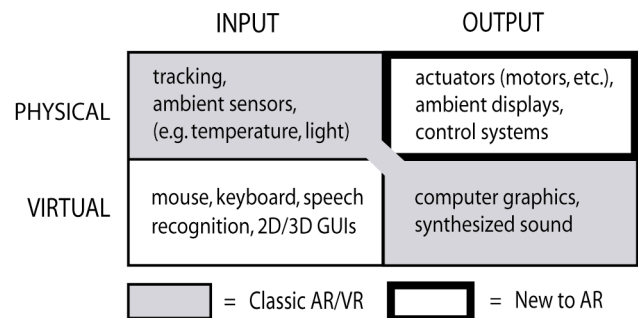 INPUT
OUTPUT
PHYSICAL
tracking,
ambient sensors,
(e.g. temperature, light)
actuators (motors, etc.),
ambient displays,
control systems
VIRTUAL
mouse, keyboard, speech
recognition, 2D/3D GUIs
computer graphics,
synthesized sound
= Classic AR/VR
= New to AR